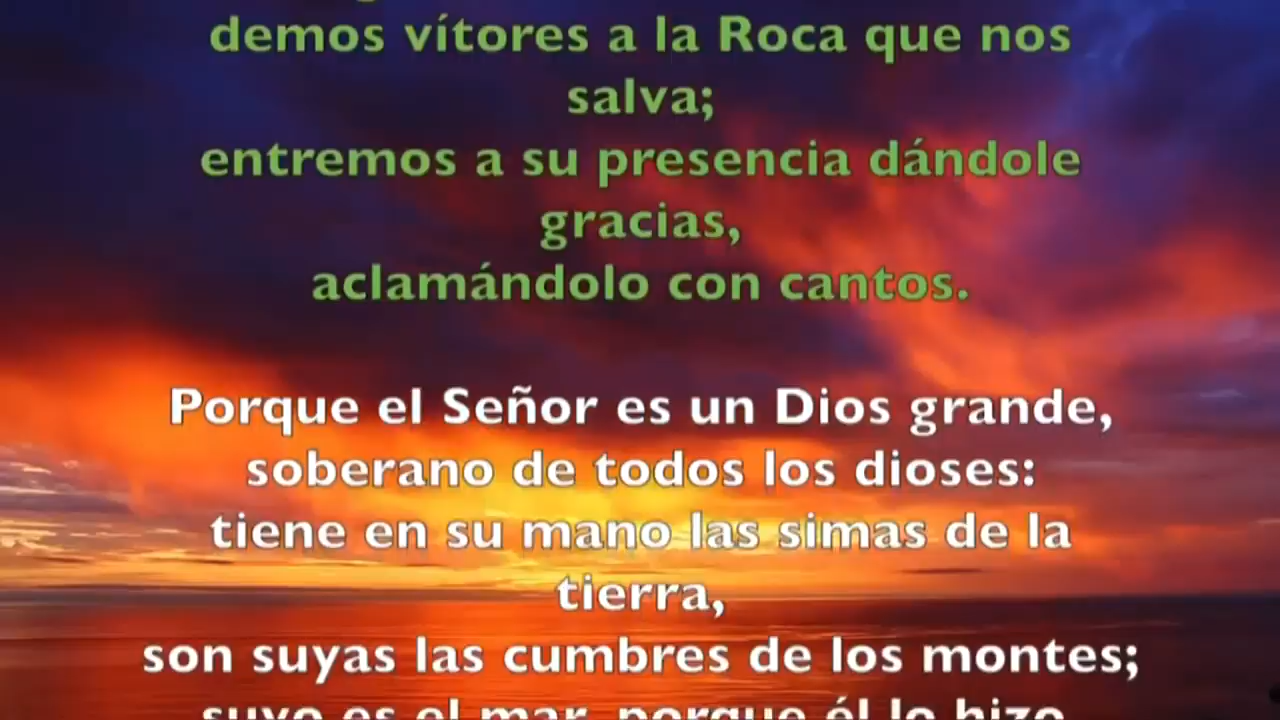 demos vítores a la Roca que nos
salva;
entremos a su presencia dándole
gracias,
aclamándolo con cantos.
Porque el Señor es un Dios grande,
soberano de todos los dioses:
tiene en su mano las simas de la
tierra,
son suyas las cumbres de los montes;
suyo es el mar, porque él lo hizo